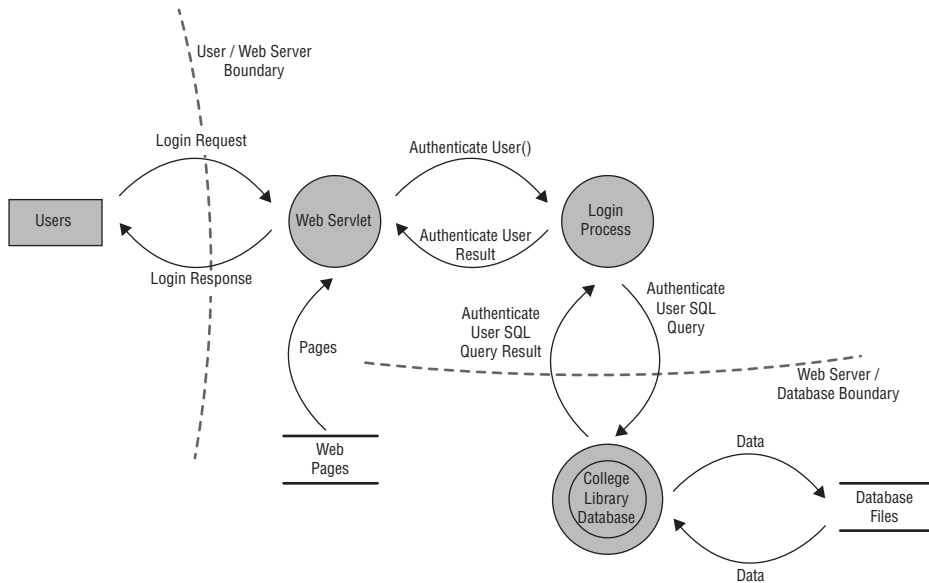 User / Web Server
Boundary
Login Request
Authenticate User()
Users
Web Servlet
Login
Process
Authenticate User
Result
Login Response
Authenticate
User SQL
Query Result
Authenticate
User SQL
Query
Pages
Web Server /
Database Boundary
Web
Pages
Data
College
Library
Database
Database
Files
Data